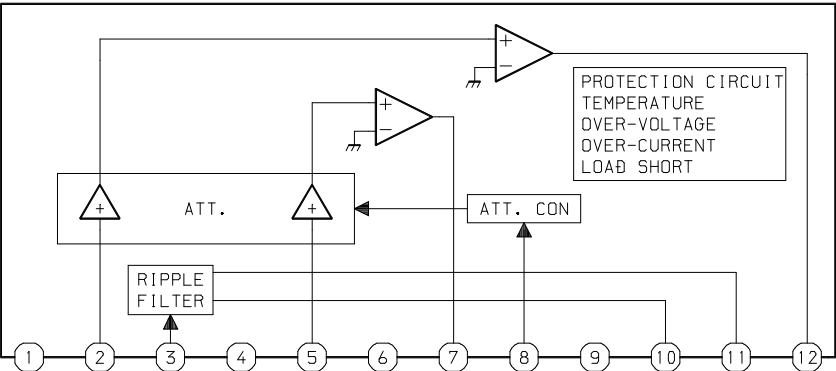 +
−
PROTECTION CIRCUIT
TEMPERATURE
OVER-VOLTAGE
OVER-CURRENT
LOAD SHORT
+
−
+
ATT.
+
ATT. CON
RIPPLE
FILTER
1 2 3 4 5 6 7 8 9 10 11 12